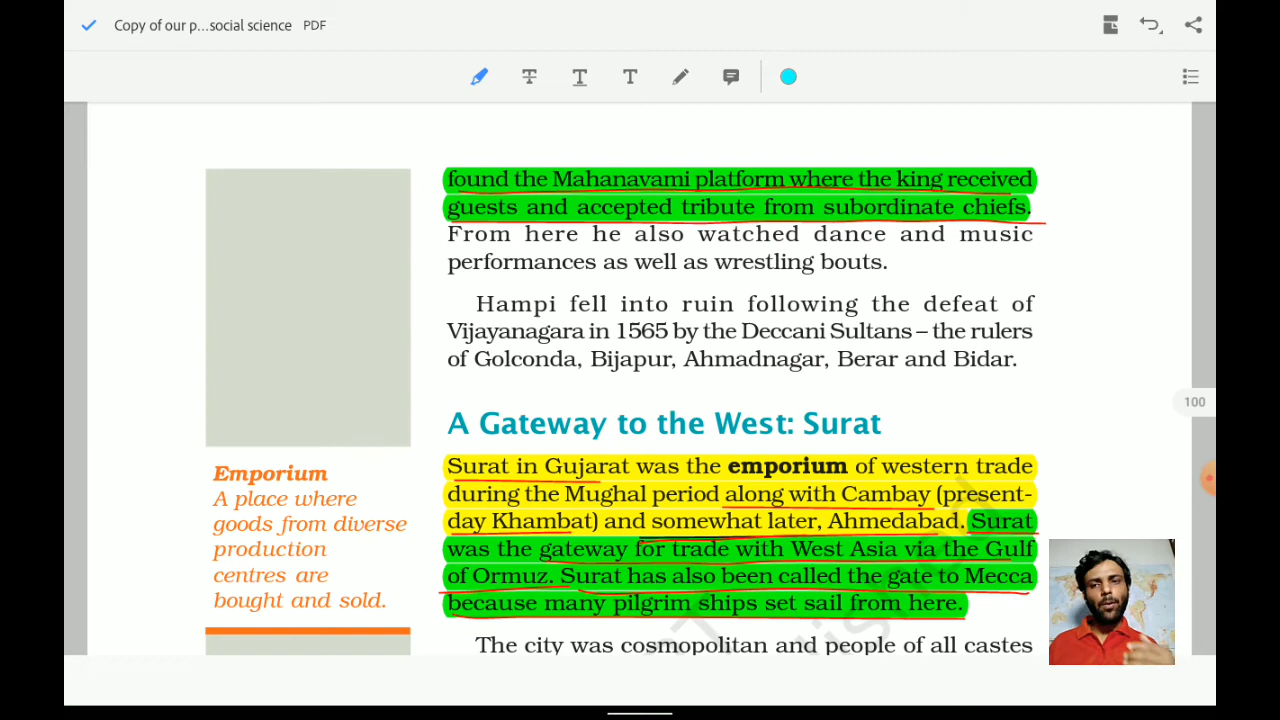 Copy of our p...social science PDF
found the Mahanavami platform where the king received
guests and accepted tribute from subordinate chiefs.
From here he also watched dance and music
performances as well as wrestling bouts.
Hampi fell into ruin following the defeat of
Vijayanagara in 1565 by the Deccani Sultans – the rulers
of Golconda, Bijapur, Ahmadnagar, Berar and Bidar.
100
A Gateway to the West: Surat
Emporium
A place where
goods from diverse
production
centres are
bought and sold.
Surat in Gujarat was the emporium of western trade
during the Mughal period along with Cambay (present-
day Khambat) and somewhat later, Ahmedabad. Surat
was the gateway for trade with West Asia via the Gulf
of Ormuz. Surat has also been called the gate to Mecca
because many pilgrim ships set sail from here.
The city was cosmopolitan and people of all castes